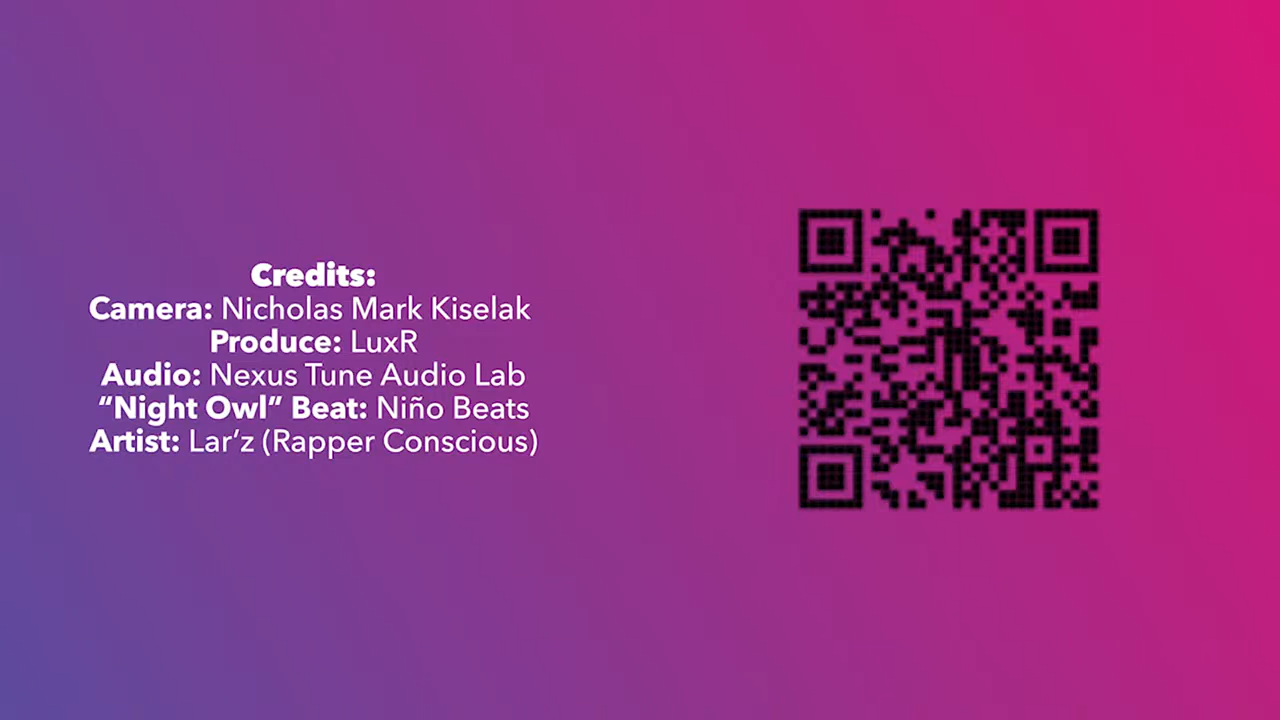 Credits:
Camera: Nicholas Mark Kiselak
Produce: LuxR
Audio: Nexus Tune Audio Lab
“Night Owl” Beat: Niño Beats
Artist: Lar’z (Rapper Conscious)